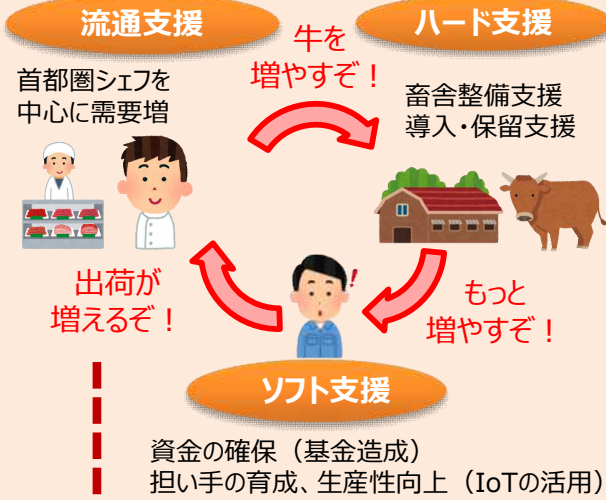 流通支援
ハード支援
牛を
増やすぞ！
首都圏シェフを
中心に需要増
畜舎整備支援
導入・保留支援
出荷が
増えるぞ！
もっと
増やすぞ！
ソフト支援
資金の確保（基金造成）
担い手の育成、生産性向上（IoTの活用）